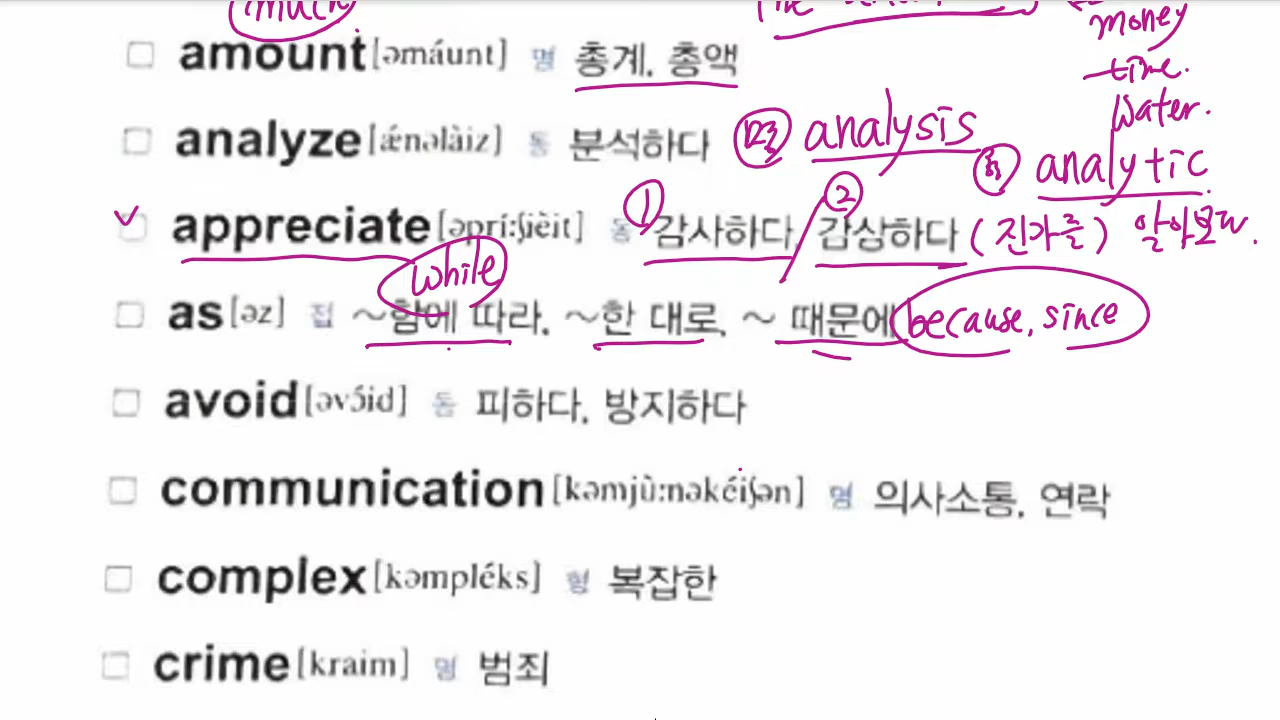 much
money
amount [əmáunt] 명 총계, 총액
time.
water.
analyze [ǽnəlàiz] 동 분석하다 명 analysis
형 analytic
appreciate [əpríːʃièit] 동 ① 감사하다, ② 감상하다 (진가를) 알아보다.
while
as [əz] 접 ～함에 따라, ～한 대로, ～ 때문에 because, since
avoid [əvɔ́id] 동 피하다, 방지하다
communication [kəmjùːnəkéiʃən] 명 의사소통, 연락
complex [kəmpléks] 형 복잡한
crime [kraim] 명 범죄